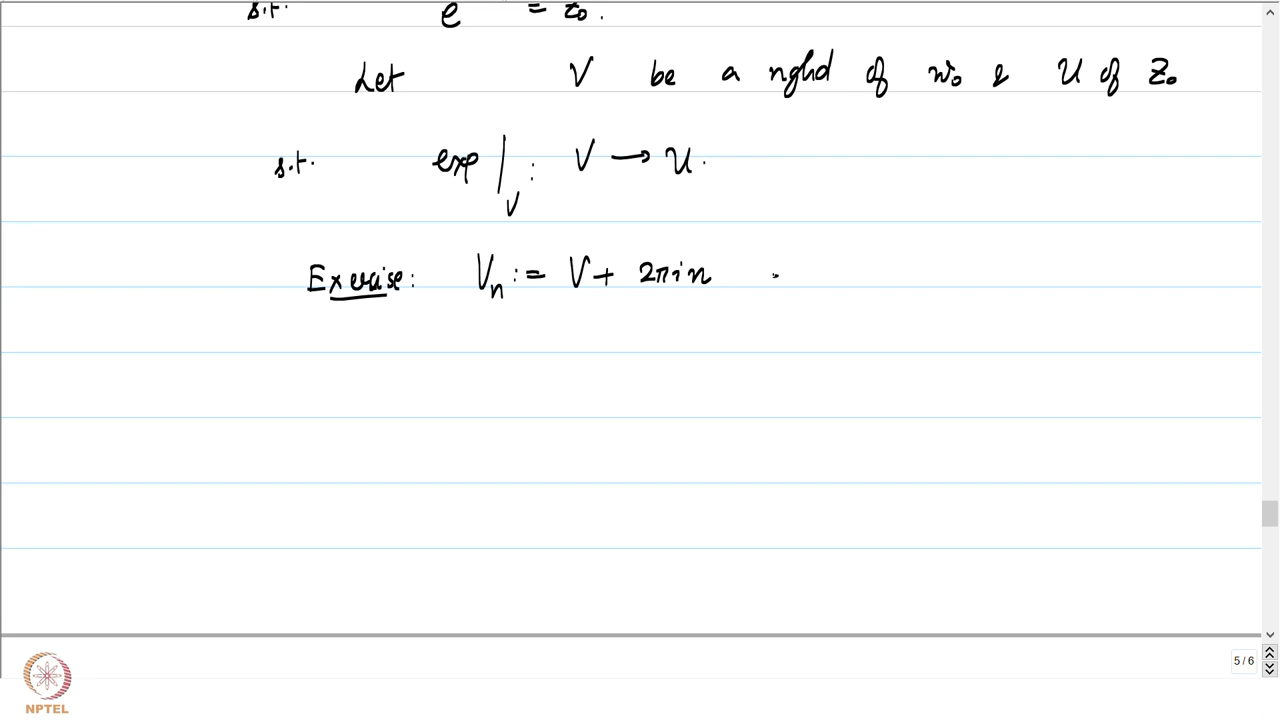 s.t. e = z₀.
Let V be a nghd of w₀ & U of z₀
s.t. exp|_V : V → U.
Exercise: V_n := V + 2πin
5 / 6
NPTEL